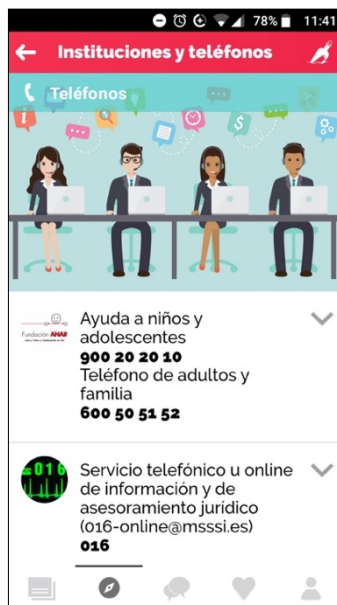 78% 11:41
Instituciones y teléfonos
Teléfonos
Ayuda a niños y
adolescentes
900 20 20 10
Teléfono de adultos y
familia
600 50 51 52
Fundación ANAR
016
Servicio telefónico u online
de información y de
asesoramiento jurídico
(016-online@msssi.es)
016